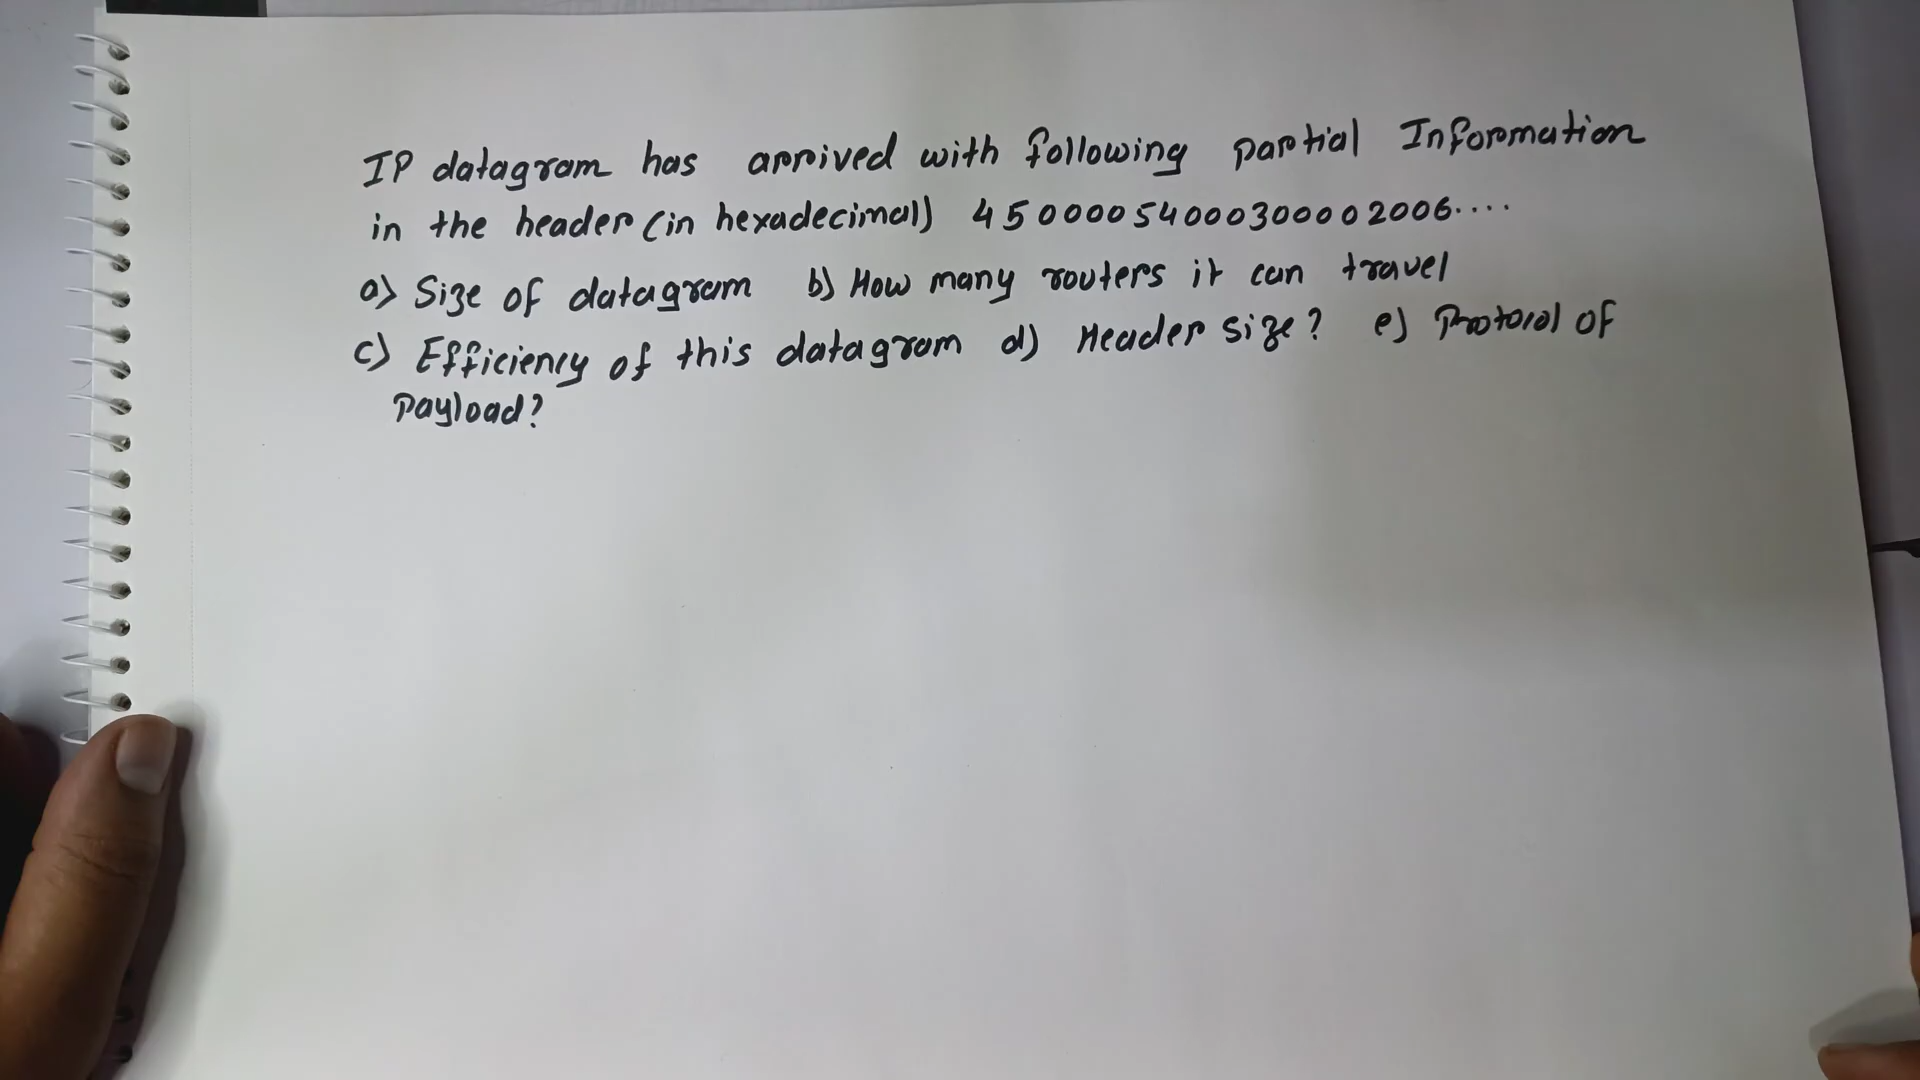 IP datagram has arrived with following partial Information
in the header (in hexadecimal) 45000054000300002006....
a) Size of datagram b) How many routers it can travel
c) Efficiency of this datagram d) Header size? e) Protocol of
Payload?